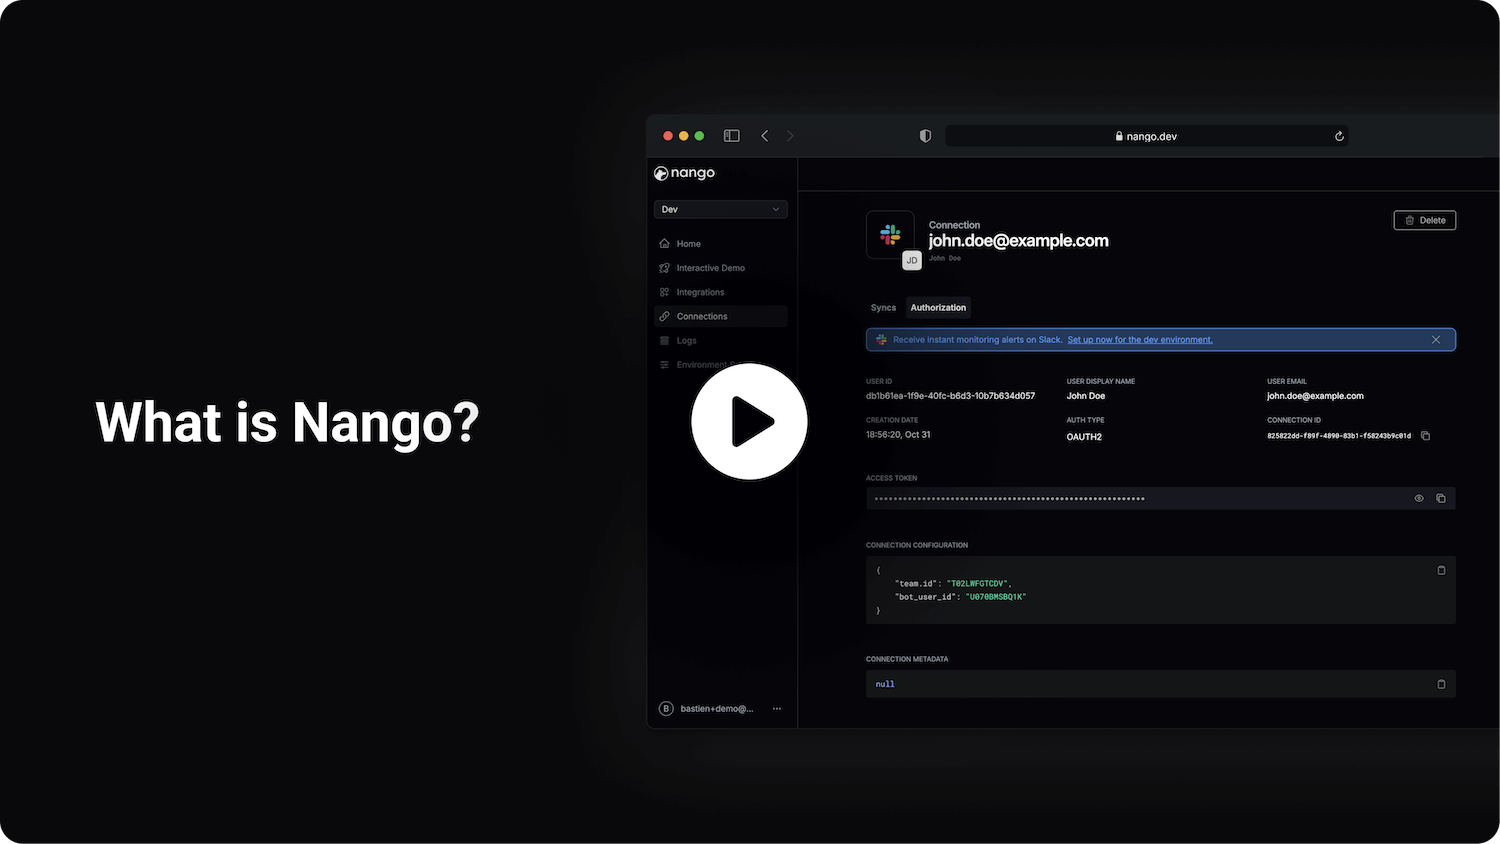 What is Nango?
nango.dev
nango
Dev
Home
Interactive Demo
Integrations
Connections
Logs
Environment
B bastien+demo@... ...
Connection
john.doe@example.com
JD
John Doe
Delete
Syncs Authorization
Receive instant monitoring alerts on Slack. Set up now for the dev environment.
USER ID USER DISPLAY NAME USER EMAIL
db1b61ea-1f9e-40fc-b6d3-10b7b634d057 John Doe john.doe@example.com
CREATION DATE AUTH TYPE CONNECTION ID
18:56:20, Oct 31 OAUTH2 825822dd-f89f-4890-83b1-f58243b9c01d
ACCESS TOKEN
CONNECTION CONFIGURATION
{
"team.id": "T02LWFGTCDV",
"bot_user_id": "U070BMSBQ1K"
}
CONNECTION METADATA
null